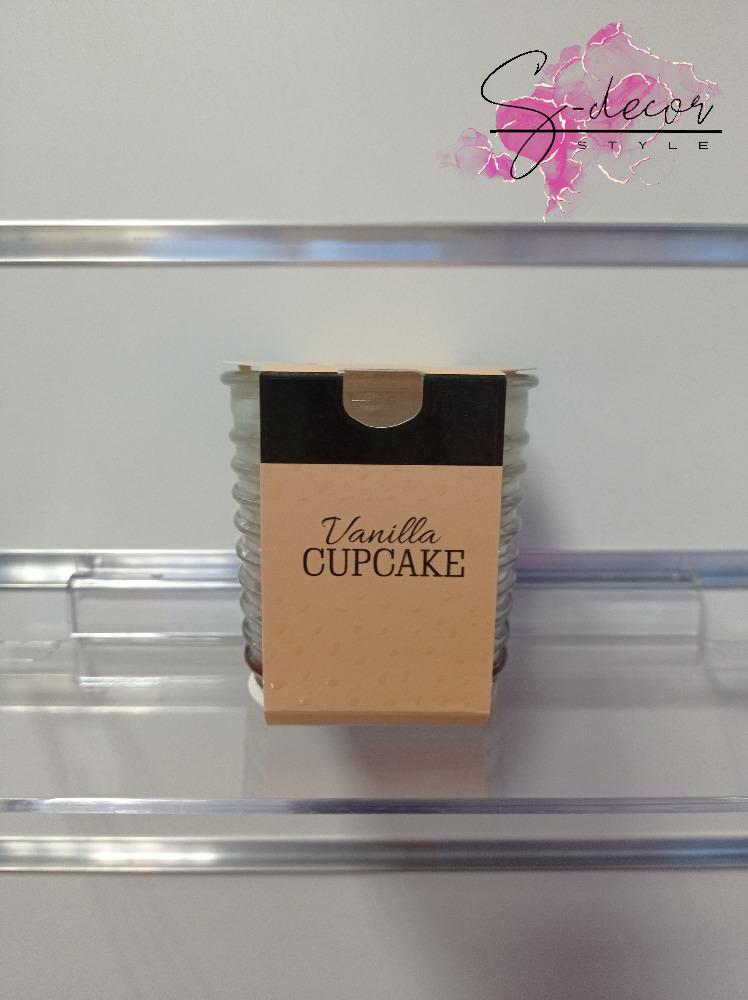 S-decor
STYLE
Vanilla
CUPCAKE